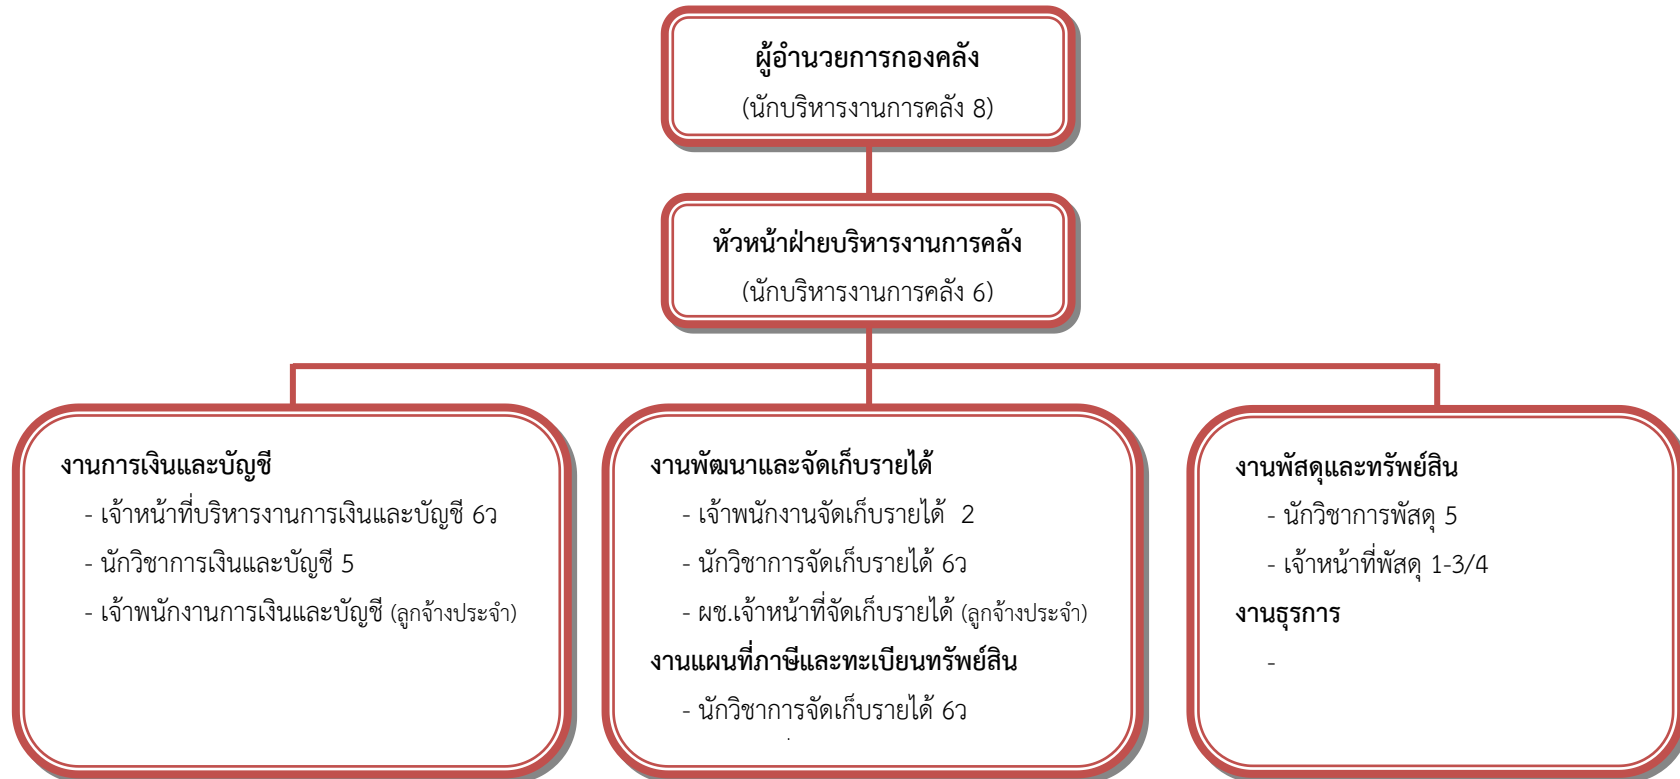 ผู้อำนวยการกองคลัง
(นักบริหารงานการคลัง 8)
หัวหน้าฝ่ายบริหารงานการคลัง
(นักบริหารงานการคลัง 6)
งานการเงินและบัญชี
- เจ้าหน้าที่บริหารงานการเงินและบัญชี 6ว
- นักวิชาการเงินและบัญชี 5
- เจ้าพนักงานการเงินและบัญชี (ลูกจ้างประจำ)
งานพัฒนาและจัดเก็บรายได้
- เจ้าพนักงานจัดเก็บรายได้ 2
- นักวิชาการจัดเก็บรายได้ 6ว
- ผช.เจ้าหน้าที่จัดเก็บรายได้ (ลูกจ้างประจำ)
งานแผนที่ภาษีและทะเบียนทรัพย์สิน
- นักวิชาการจัดเก็บรายได้ 6ว
งานพัสดุและทรัพย์สิน
- นักวิชาการพัสดุ 5
- เจ้าหน้าที่พัสดุ 1-3/4
งานธุรการ
-